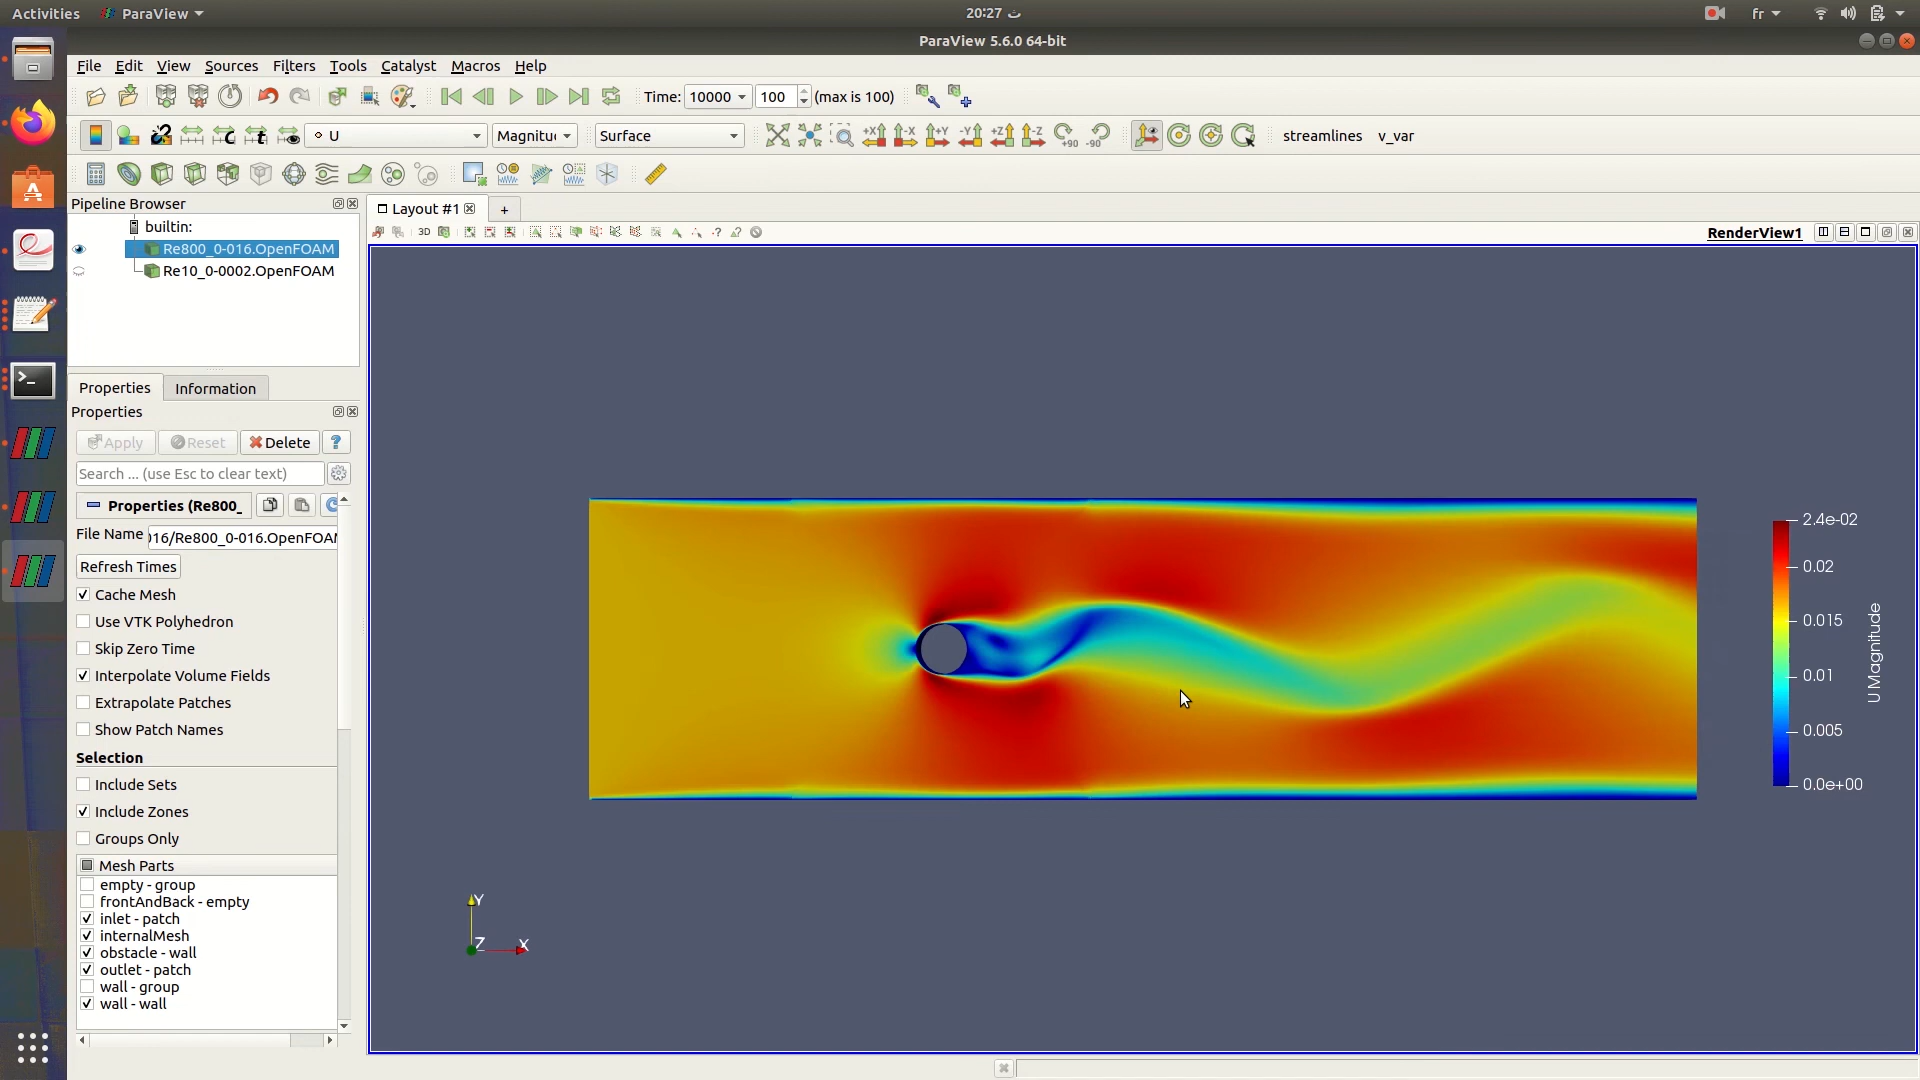 Activities ParaView
20:27 ث
fr
ParaView 5.6.0 64-bit
File Edit View Sources Filters Tools Catalyst Macros Help
Time: 10000 100 (max is 100)
U Magnitu Surface +X -X +Y -Y +Z -Z +90 -90 streamlines v_var
Pipeline Browser
Layout #1 +
builtin:
3D
RenderView1
Re800_0-016.OpenFOAM
Re10_0-0002.OpenFOAM
Properties Information
Properties
Apply Reset Delete ?
Search ... (use Esc to clear text)
Properties (Re800_
File Name )16/Re800_0-016.OpenFOAM
Refresh Times
Cache Mesh
Use VTK Polyhedron
Skip Zero Time
Interpolate Volume Fields
Extrapolate Patches
Show Patch Names
Selection
Include Sets
Include Zones
Groups Only
Mesh Parts
empty - group
frontAndBack - empty
inlet - patch
internalMesh
obstacle - wall
outlet - patch
wall - group
wall - wall
2.4e-02
0.02
0.015
0.01
0.005
0.0e+00
U Magnitude
Y
Z X